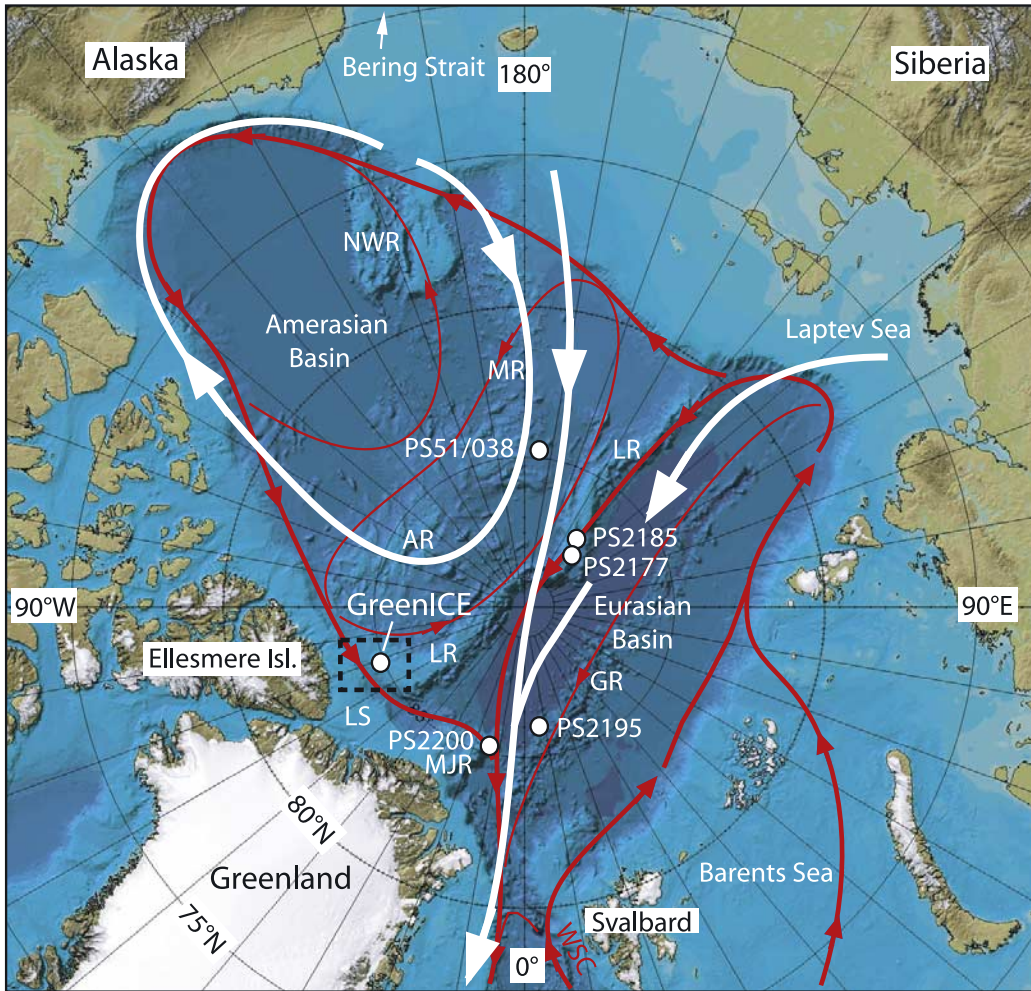 Alaska
Bering Strait
180°
Siberia
NWR
Amerasian
Basin
Laptev Sea
MR
PS51/038
LR
AR
PS2185
PS2177
90°W
GreenICE
Eurasian
Basin
90°E
Ellesmere Isl.
LR
GR
LS
PS2195
PS2200
MJR
80°N
Greenland
Barents Sea
75°N
Svalbard
WSC
0°